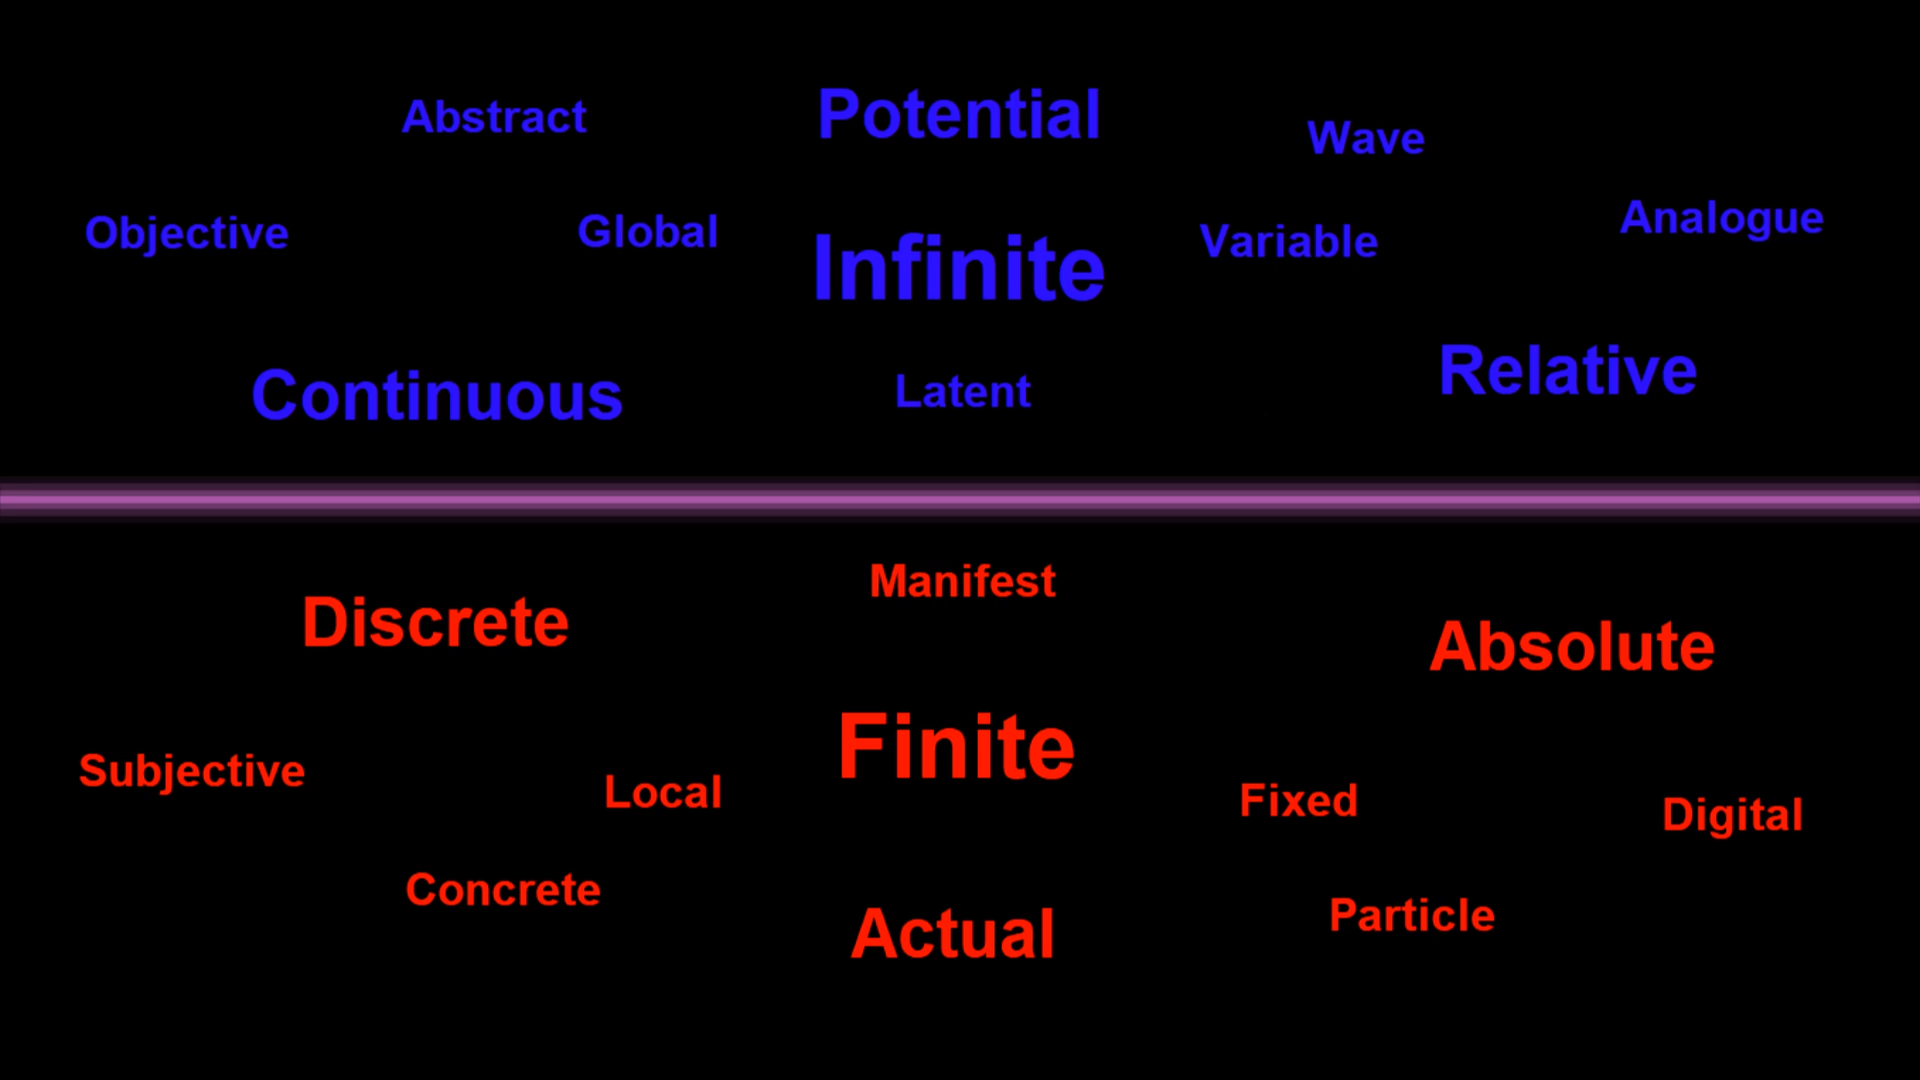 Abstract
Potential
Wave
Objective
Global
Infinite
Variable
Analogue
Continuous
Latent
Relative
Manifest
Discrete
Absolute
Subjective
Local
Finite
Fixed
Digital
Concrete
Actual
Particle